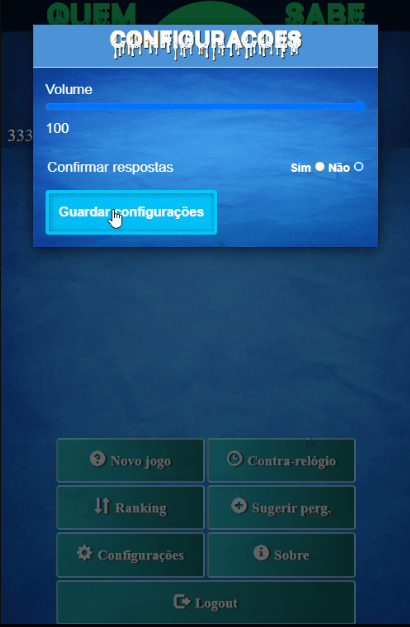 QUEM SABE
CONFIGURAÇOES
Volume
100
333
Confirmar respostas Sim Não
Guardar configurações
Novo jogo Contra-relógio
Ranking Sugerir perg.
Configurações Sobre
Logout